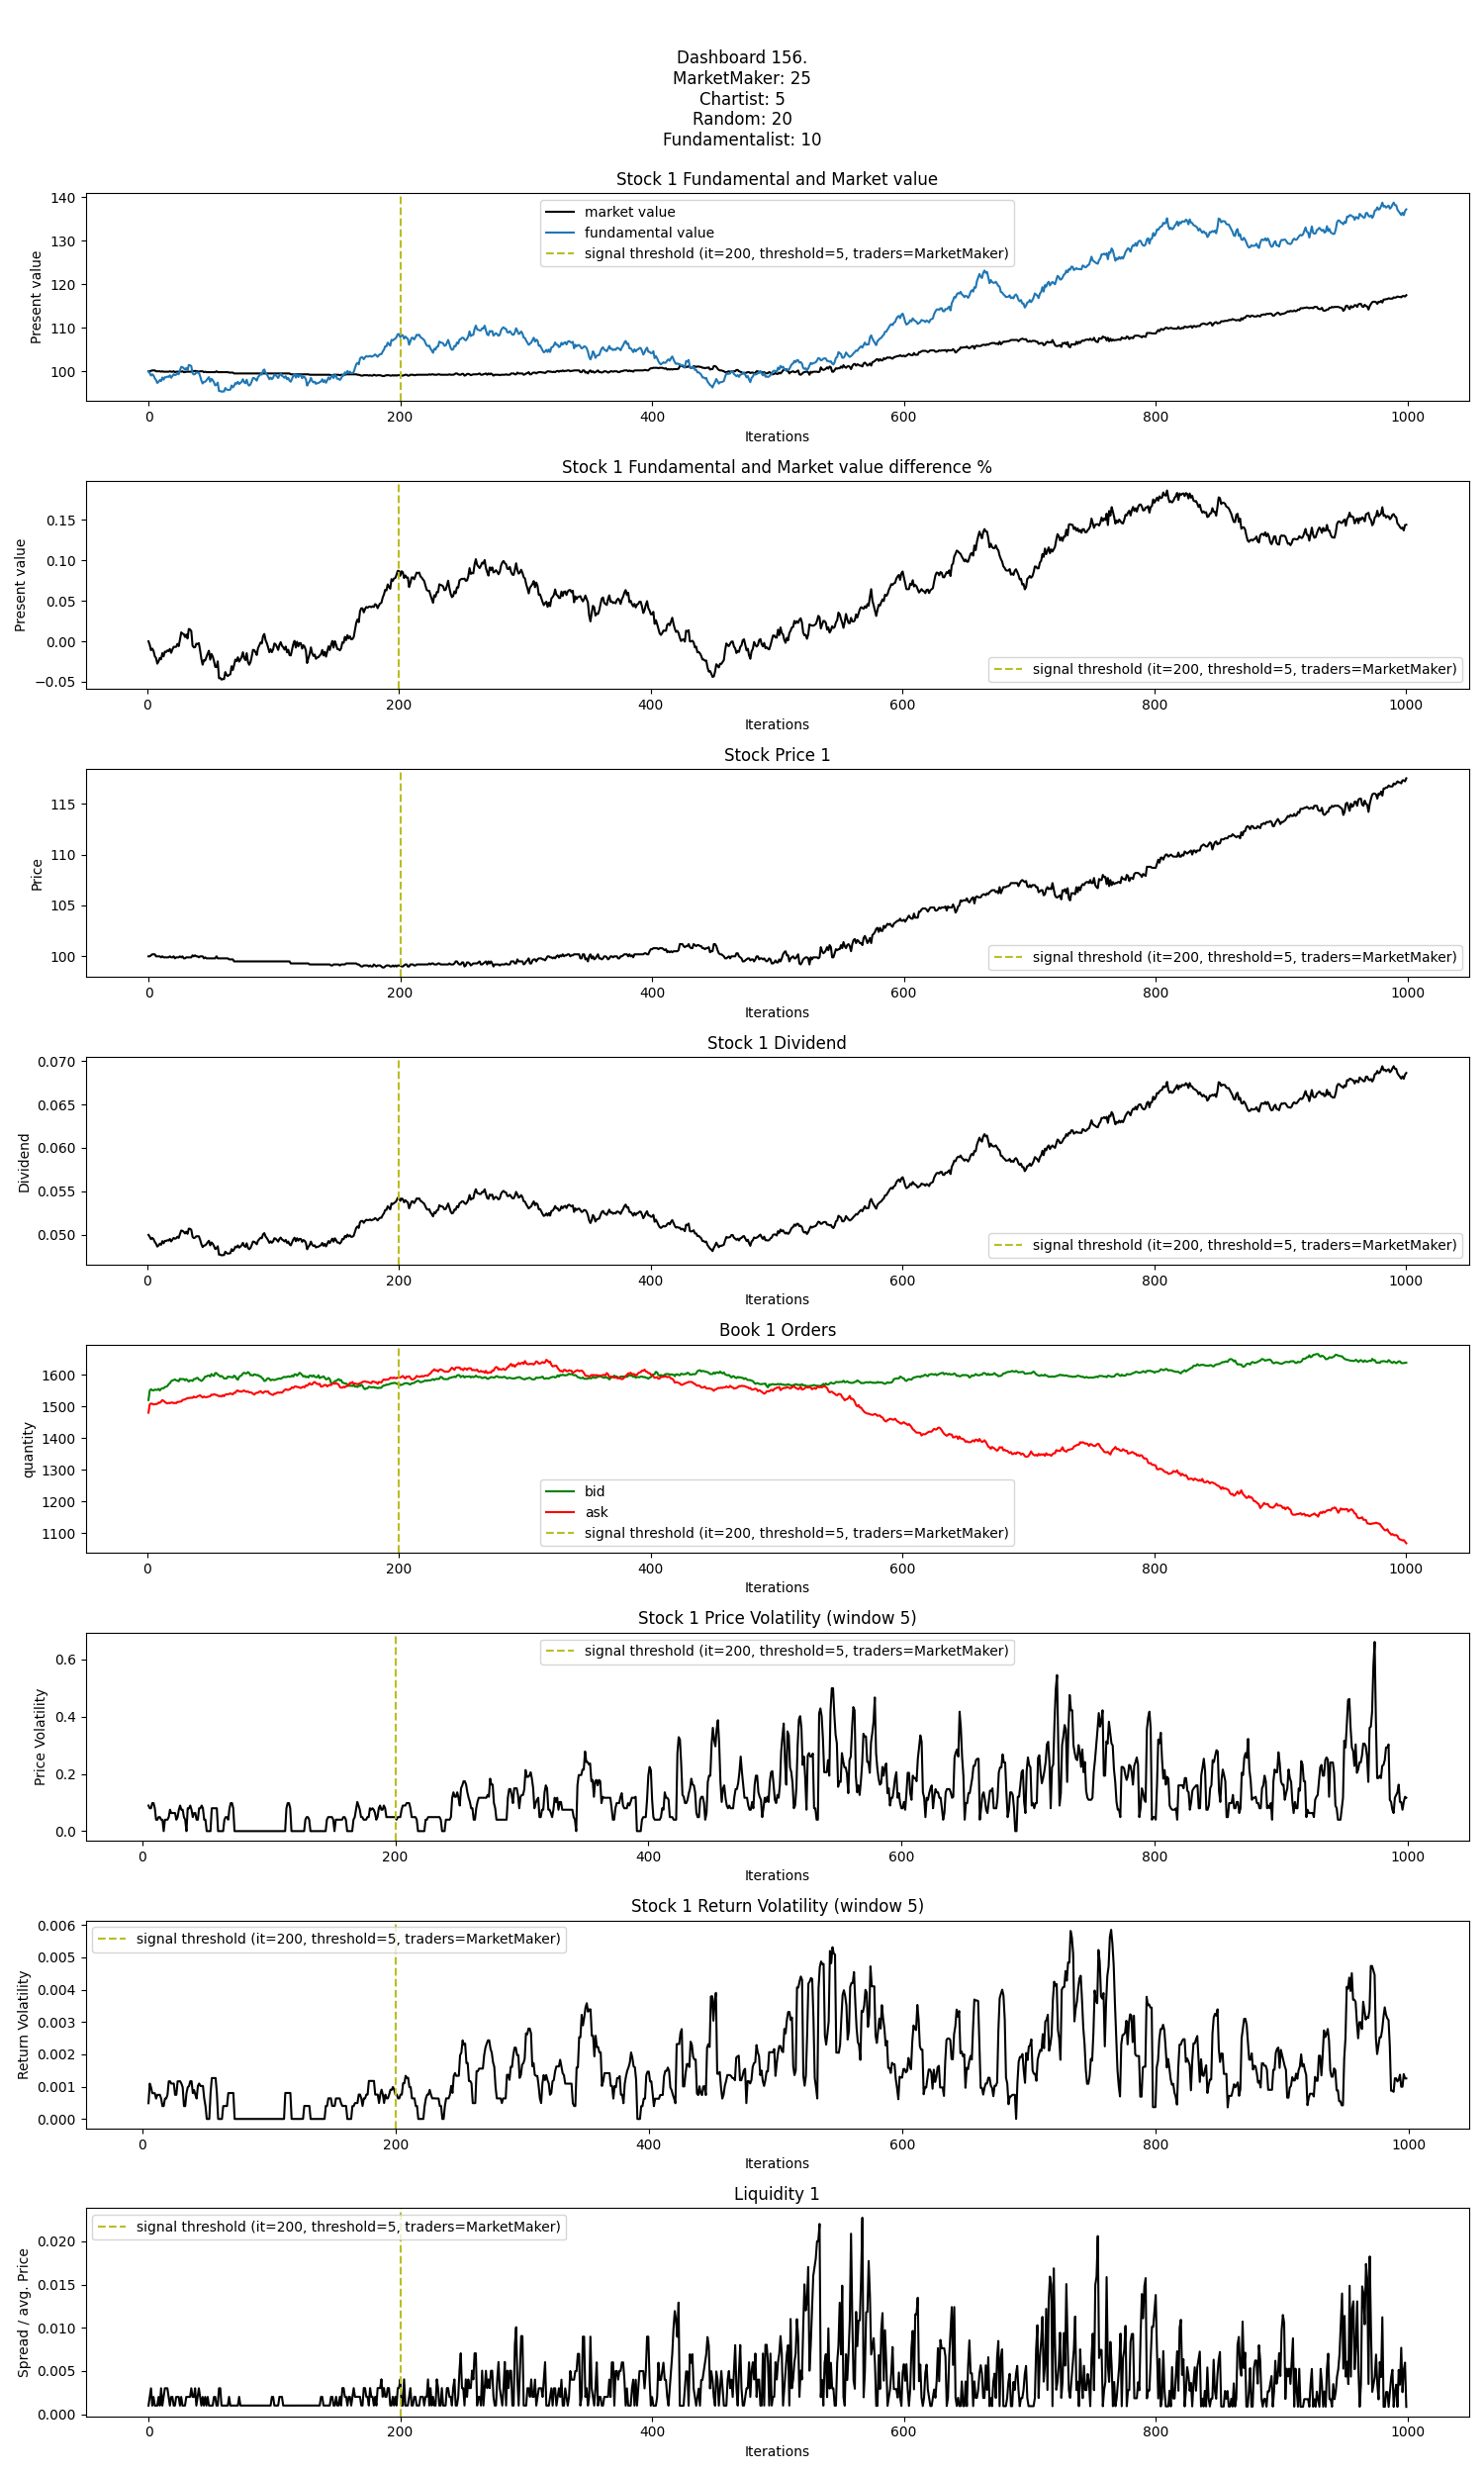 Dashboard 156.
MarketMaker: 25
Chartist: 5
Random: 20
Fundamentalist: 10
Stock 1 Fundamental and Market value
Present value
140
130
120
110
100
market value
fundamental value
signal threshold (it=200, threshold=5, traders=MarketMaker)
0 200 400 600 800 1000
Iterations
Stock 1 Fundamental and Market value difference %
Present value
0.15
0.10
0.05
0.00
−0.05
signal threshold (it=200, threshold=5, traders=MarketMaker)
0 200 400 600 800 1000
Iterations
Stock Price 1
Price
115
110
105
100
signal threshold (it=200, threshold=5, traders=MarketMaker)
0 200 400 600 800 1000
Iterations
Stock 1 Dividend
Dividend
0.070
0.065
0.060
0.055
0.050
signal threshold (it=200, threshold=5, traders=MarketMaker)
0 200 400 600 800 1000
Iterations
Book 1 Orders
quantity
1600
1500
1400
1300
1200
1100
bid
ask
signal threshold (it=200, threshold=5, traders=MarketMaker)
0 200 400 600 800 1000
Iterations
Stock 1 Price Volatility (window 5)
Price Volatility
0.6
0.4
0.2
0.0
signal threshold (it=200, threshold=5, traders=MarketMaker)
0 200 400 600 800 1000
Iterations
Stock 1 Return Volatility (window 5)
Return Volatility
0.006
0.005
0.004
0.003
0.002
0.001
0.000
signal threshold (it=200, threshold=5, traders=MarketMaker)
0 200 400 600 800 1000
Iterations
Liquidity 1
Spread / avg. Price
0.020
0.015
0.010
0.005
0.000
signal threshold (it=200, threshold=5, traders=MarketMaker)
0 200 400 600 800 1000
Iterations